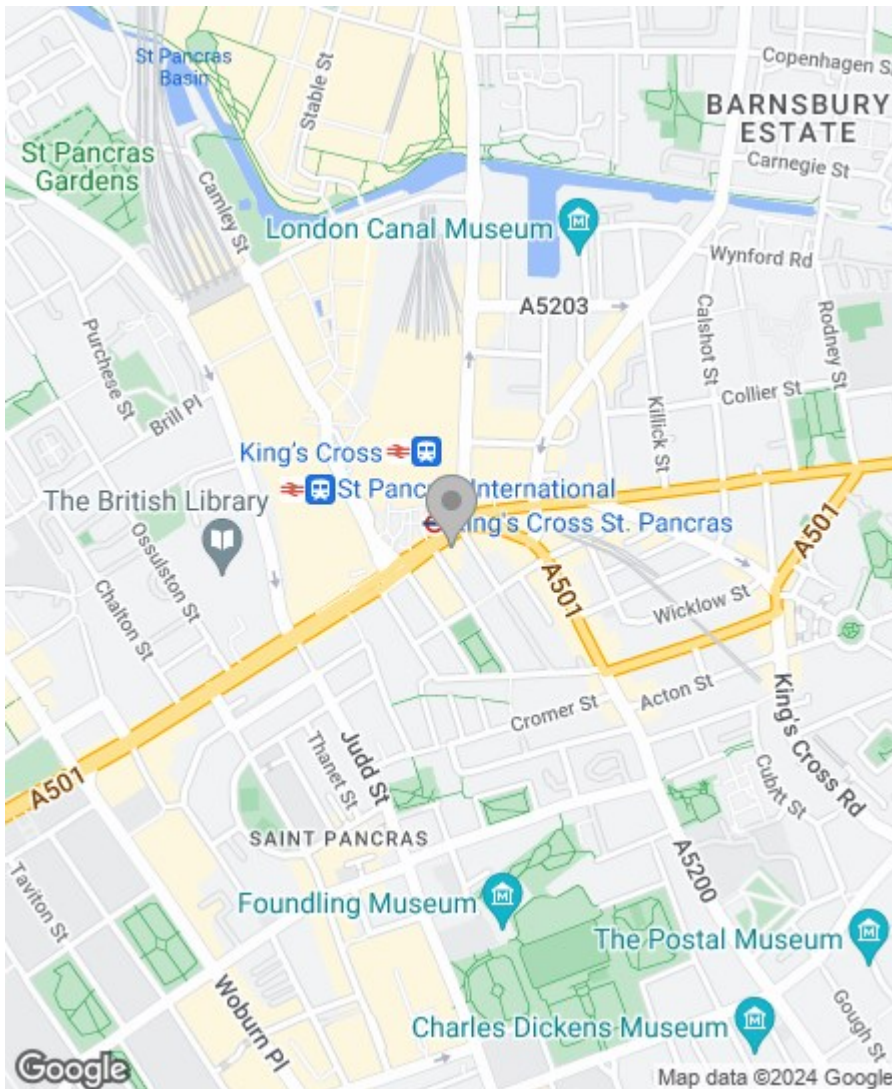 St Pancras
Basin
Stable St
Copenhagen S
BARNSBURY
ESTATE
Carnegie St
St Pancras
Gardens
Camley St
London Canal Museum
Wynford Rd
A5203
Calshot St
Rodney St
Purchese St
Killick St
Collier St
Brill Pl
King's Cross
St Pancras International
The British Library
King's Cross St. Pancras
A501
Ossulston St
A501
Chalton St
Wicklow St
Acton St
Cromer St
King's Cross Rd
Judd St
Thanet St
Cubitt St
A501
SAINT PANCRAS
A5200
Taviton St
Foundling Museum
The Postal Museum
Woburn Pl
Gough St
Charles Dickens Museum
Google
Map data ©2024 Google